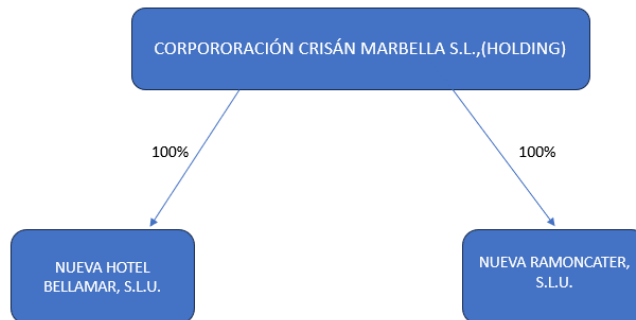 CORPORORACIÓN CRISÁN MARBELLA S.L.,(HOLDING)
100%
100%
NUEVA HOTEL
BELLAMAR, S.L.U.
NUEVA RAMONCATER,
S.L.U.